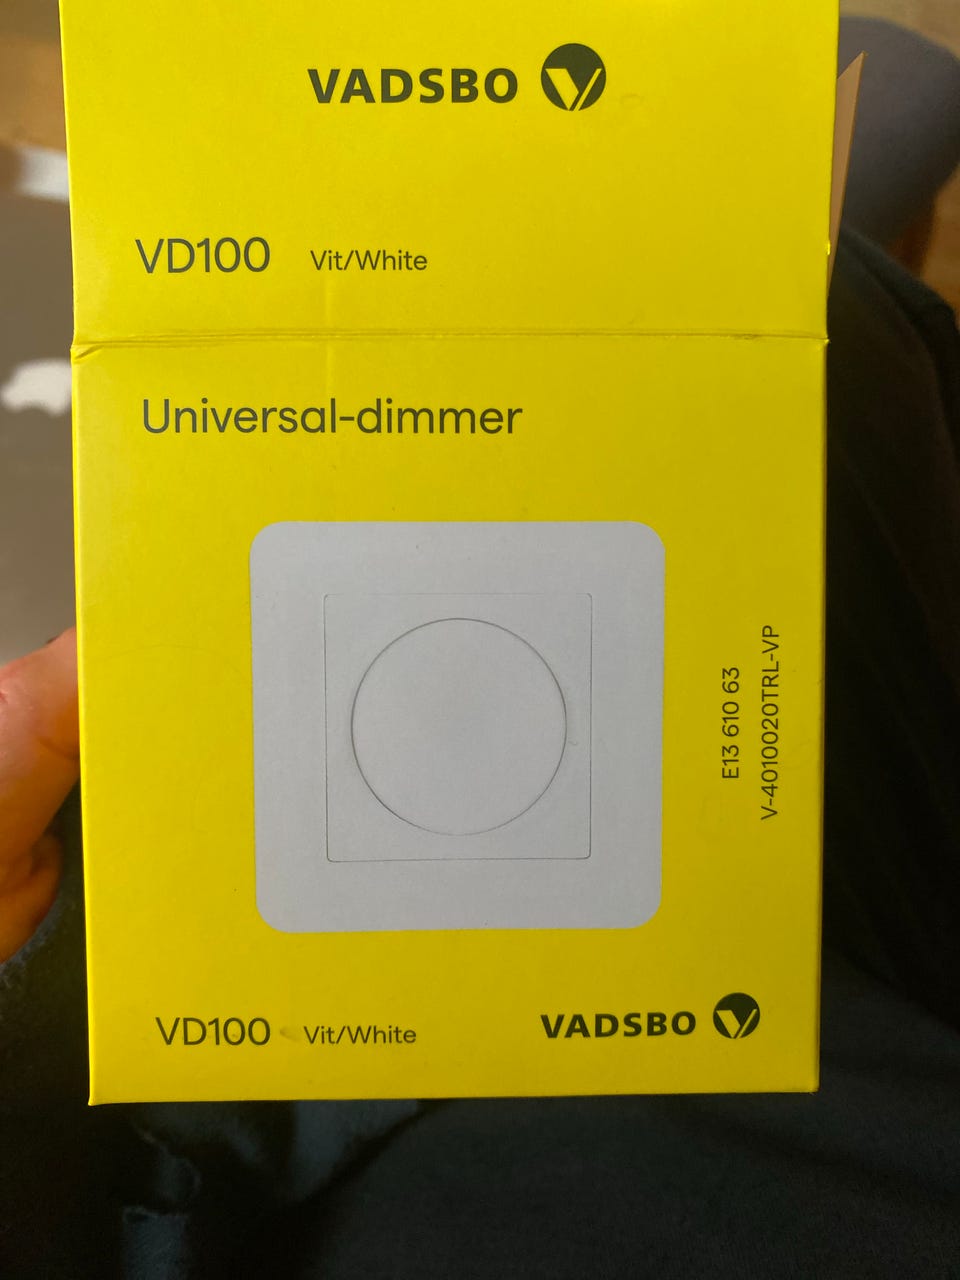 VADSBO
VD100 Vit/White
Universal-dimmer
E13 610 63
V-4010020TRL-VP
VD100 Vit/White
VADSBO